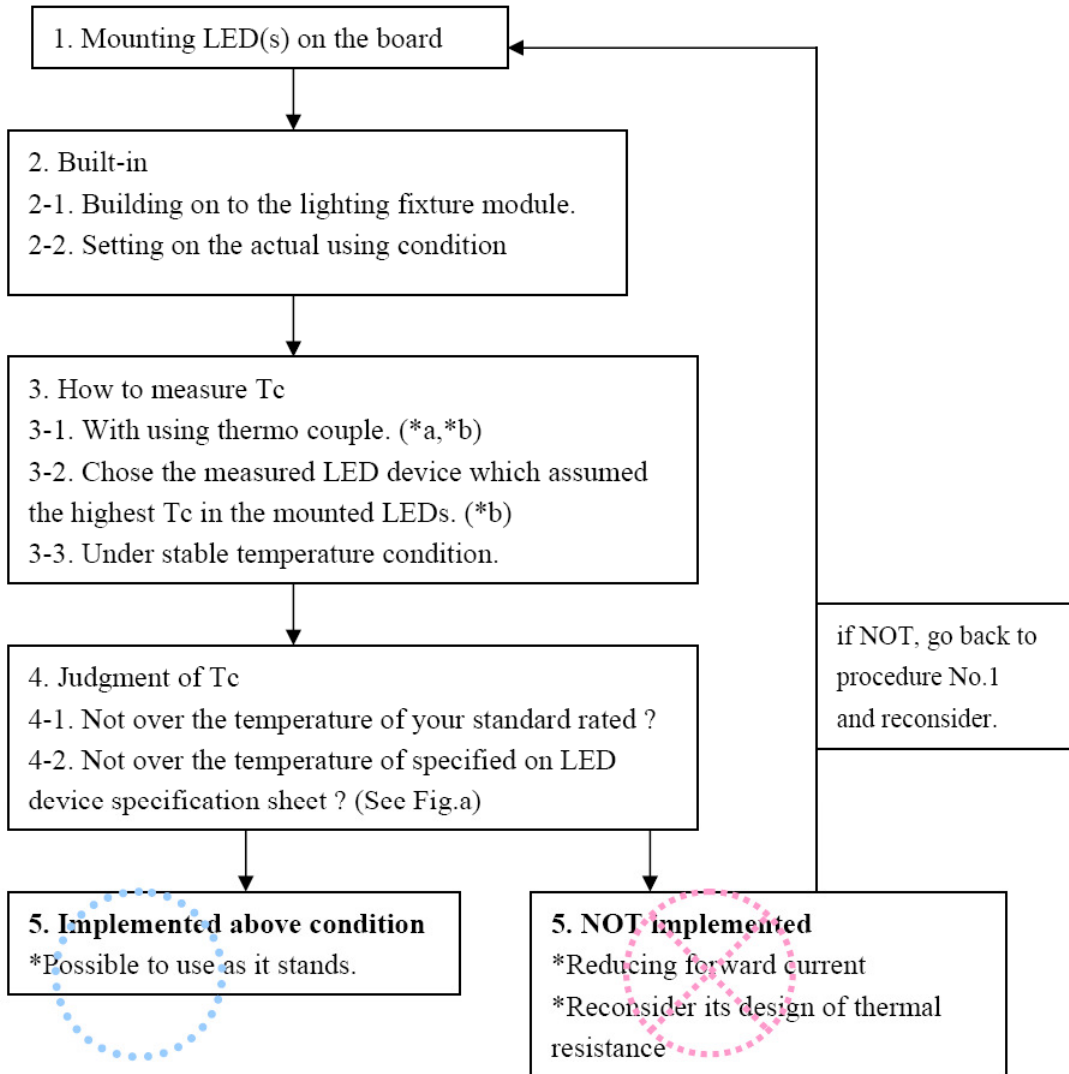 1. Mounting LED(s) on the board
2. Built-in
2-1. Building on to the lighting fixture module.
2-2. Setting on the actual using condition
3. How to measure Tc
3-1. With using thermo couple. (*a,*b)
3-2. Chose the measured LED device which assumed
the highest Tc in the mounted LEDs. (*b)
3-3. Under stable temperature condition.
if NOT, go back to
procedure No.1
and reconsider.
4. Judgment of Tc
4-1. Not over the temperature of your standard rated ?
4-2. Not over the temperature of specified on LED
device specification sheet ? (See Fig.a)
5. Implemented above condition
*Possible to use as it stands.
5. NOT implemented
*Reducing forward current
*Reconsider its design of thermal
resistance